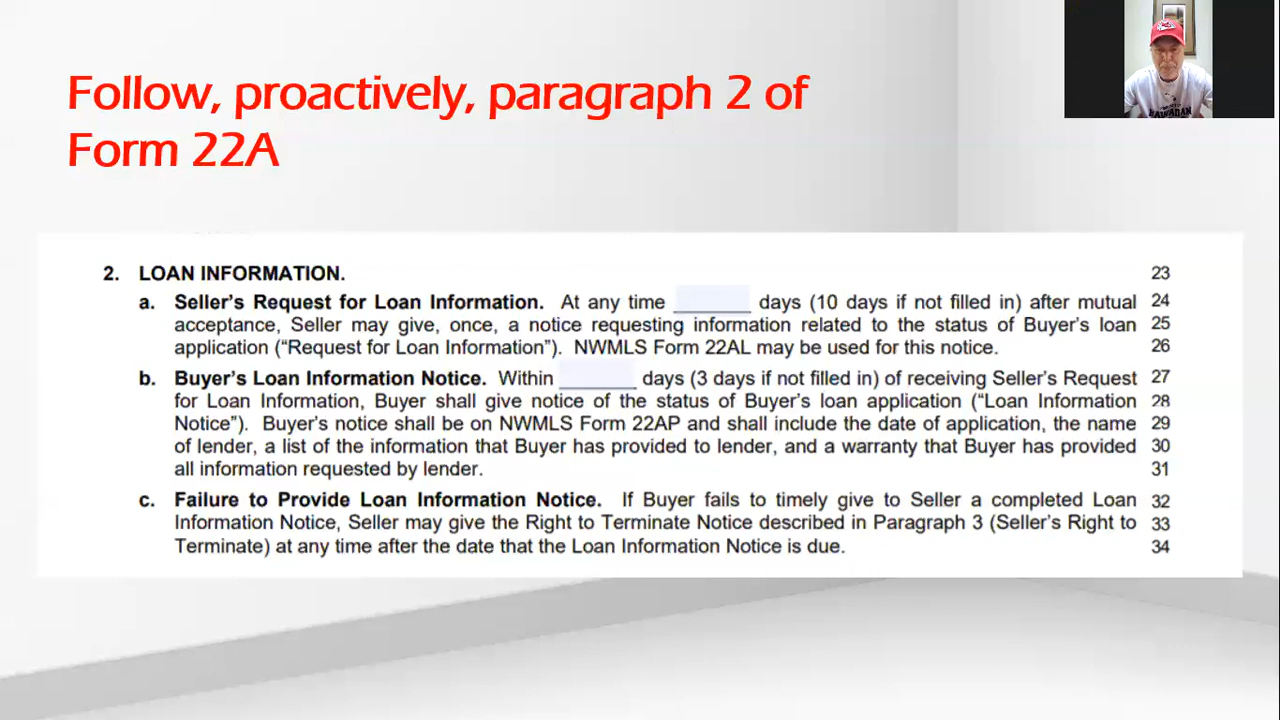 Follow, proactively, paragraph 2 of
Form 22A
2. LOAN INFORMATION. 23
a. Seller's Request for Loan Information. At any time ______ days (10 days if not filled in) after mutual 24
acceptance, Seller may give, once, a notice requesting information related to the status of Buyer's loan 25
application ("Request for Loan Information"). NWMLS Form 22AL may be used for this notice. 26
b. Buyer's Loan Information Notice. Within ______ days (3 days if not filled in) of receiving Seller's Request 27
for Loan Information, Buyer shall give notice of the status of Buyer's loan application ("Loan Information 28
Notice"). Buyer's notice shall be on NWMLS Form 22AP and shall include the date of application, the name 29
of lender, a list of the information that Buyer has provided to lender, and a warranty that Buyer has provided 30
all information requested by lender. 31
c. Failure to Provide Loan Information Notice. If Buyer fails to timely give to Seller a completed Loan 32
Information Notice, Seller may give the Right to Terminate Notice described in Paragraph 3 (Seller's Right to 33
Terminate) at any time after the date that the Loan Information Notice is due. 34